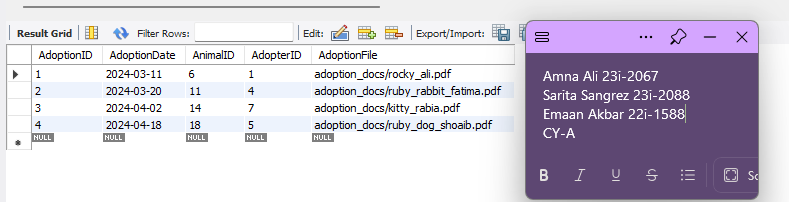 Result Grid Filter Rows: Edit: Export/Import:
AdoptionID AdoptionDate AnimalID AdopterID AdoptionFile
1 2024-03-11 6 1 adoption_docs/rocky_ali.pdf
2 2024-03-20 11 4 adoption_docs/ruby_rabbit_fatima.pdf
3 2024-04-02 14 7 adoption_docs/kitty_rabia.pdf
4 2024-04-18 18 5 adoption_docs/ruby_dog_shoaib.pdf
NULL NULL NULL NULL NULL
Amna Ali 23i-2067
Sarita Sangrez 23i-2088
Emaan Akbar 22i-1588
CY-A
B I U S Sc